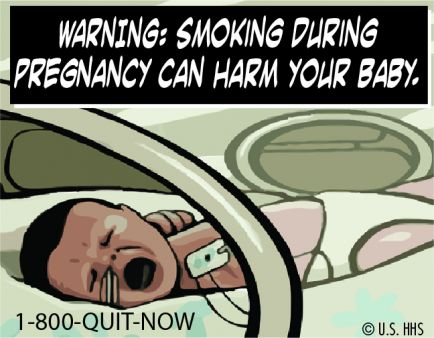 WARNING: SMOKING DURING
PREGNANCY CAN HARM YOUR BABY.
1-800-QUIT-NOW
© U.S. HHS